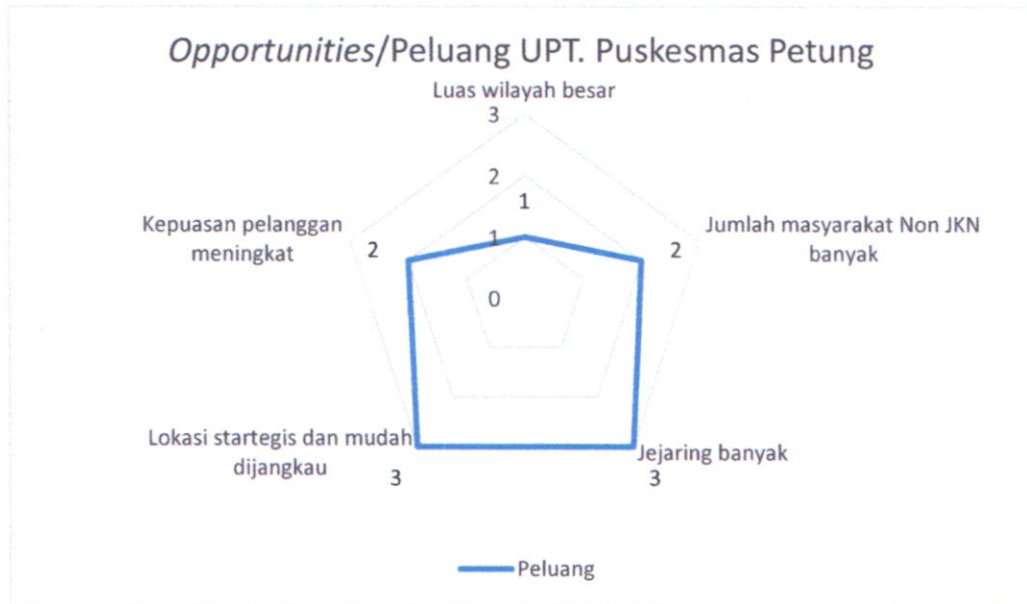 Opportunities/Peluang UPT. Puskesmas Petung
Luas wilayah besar
3
2
1
1
0
Kepuasan pelanggan
meningkat
2
2
Jumlah masyarakat Non JKN
banyak
Lokasi startegis dan mudah
dijangkau
3
Jejaring banyak
3
Peluang